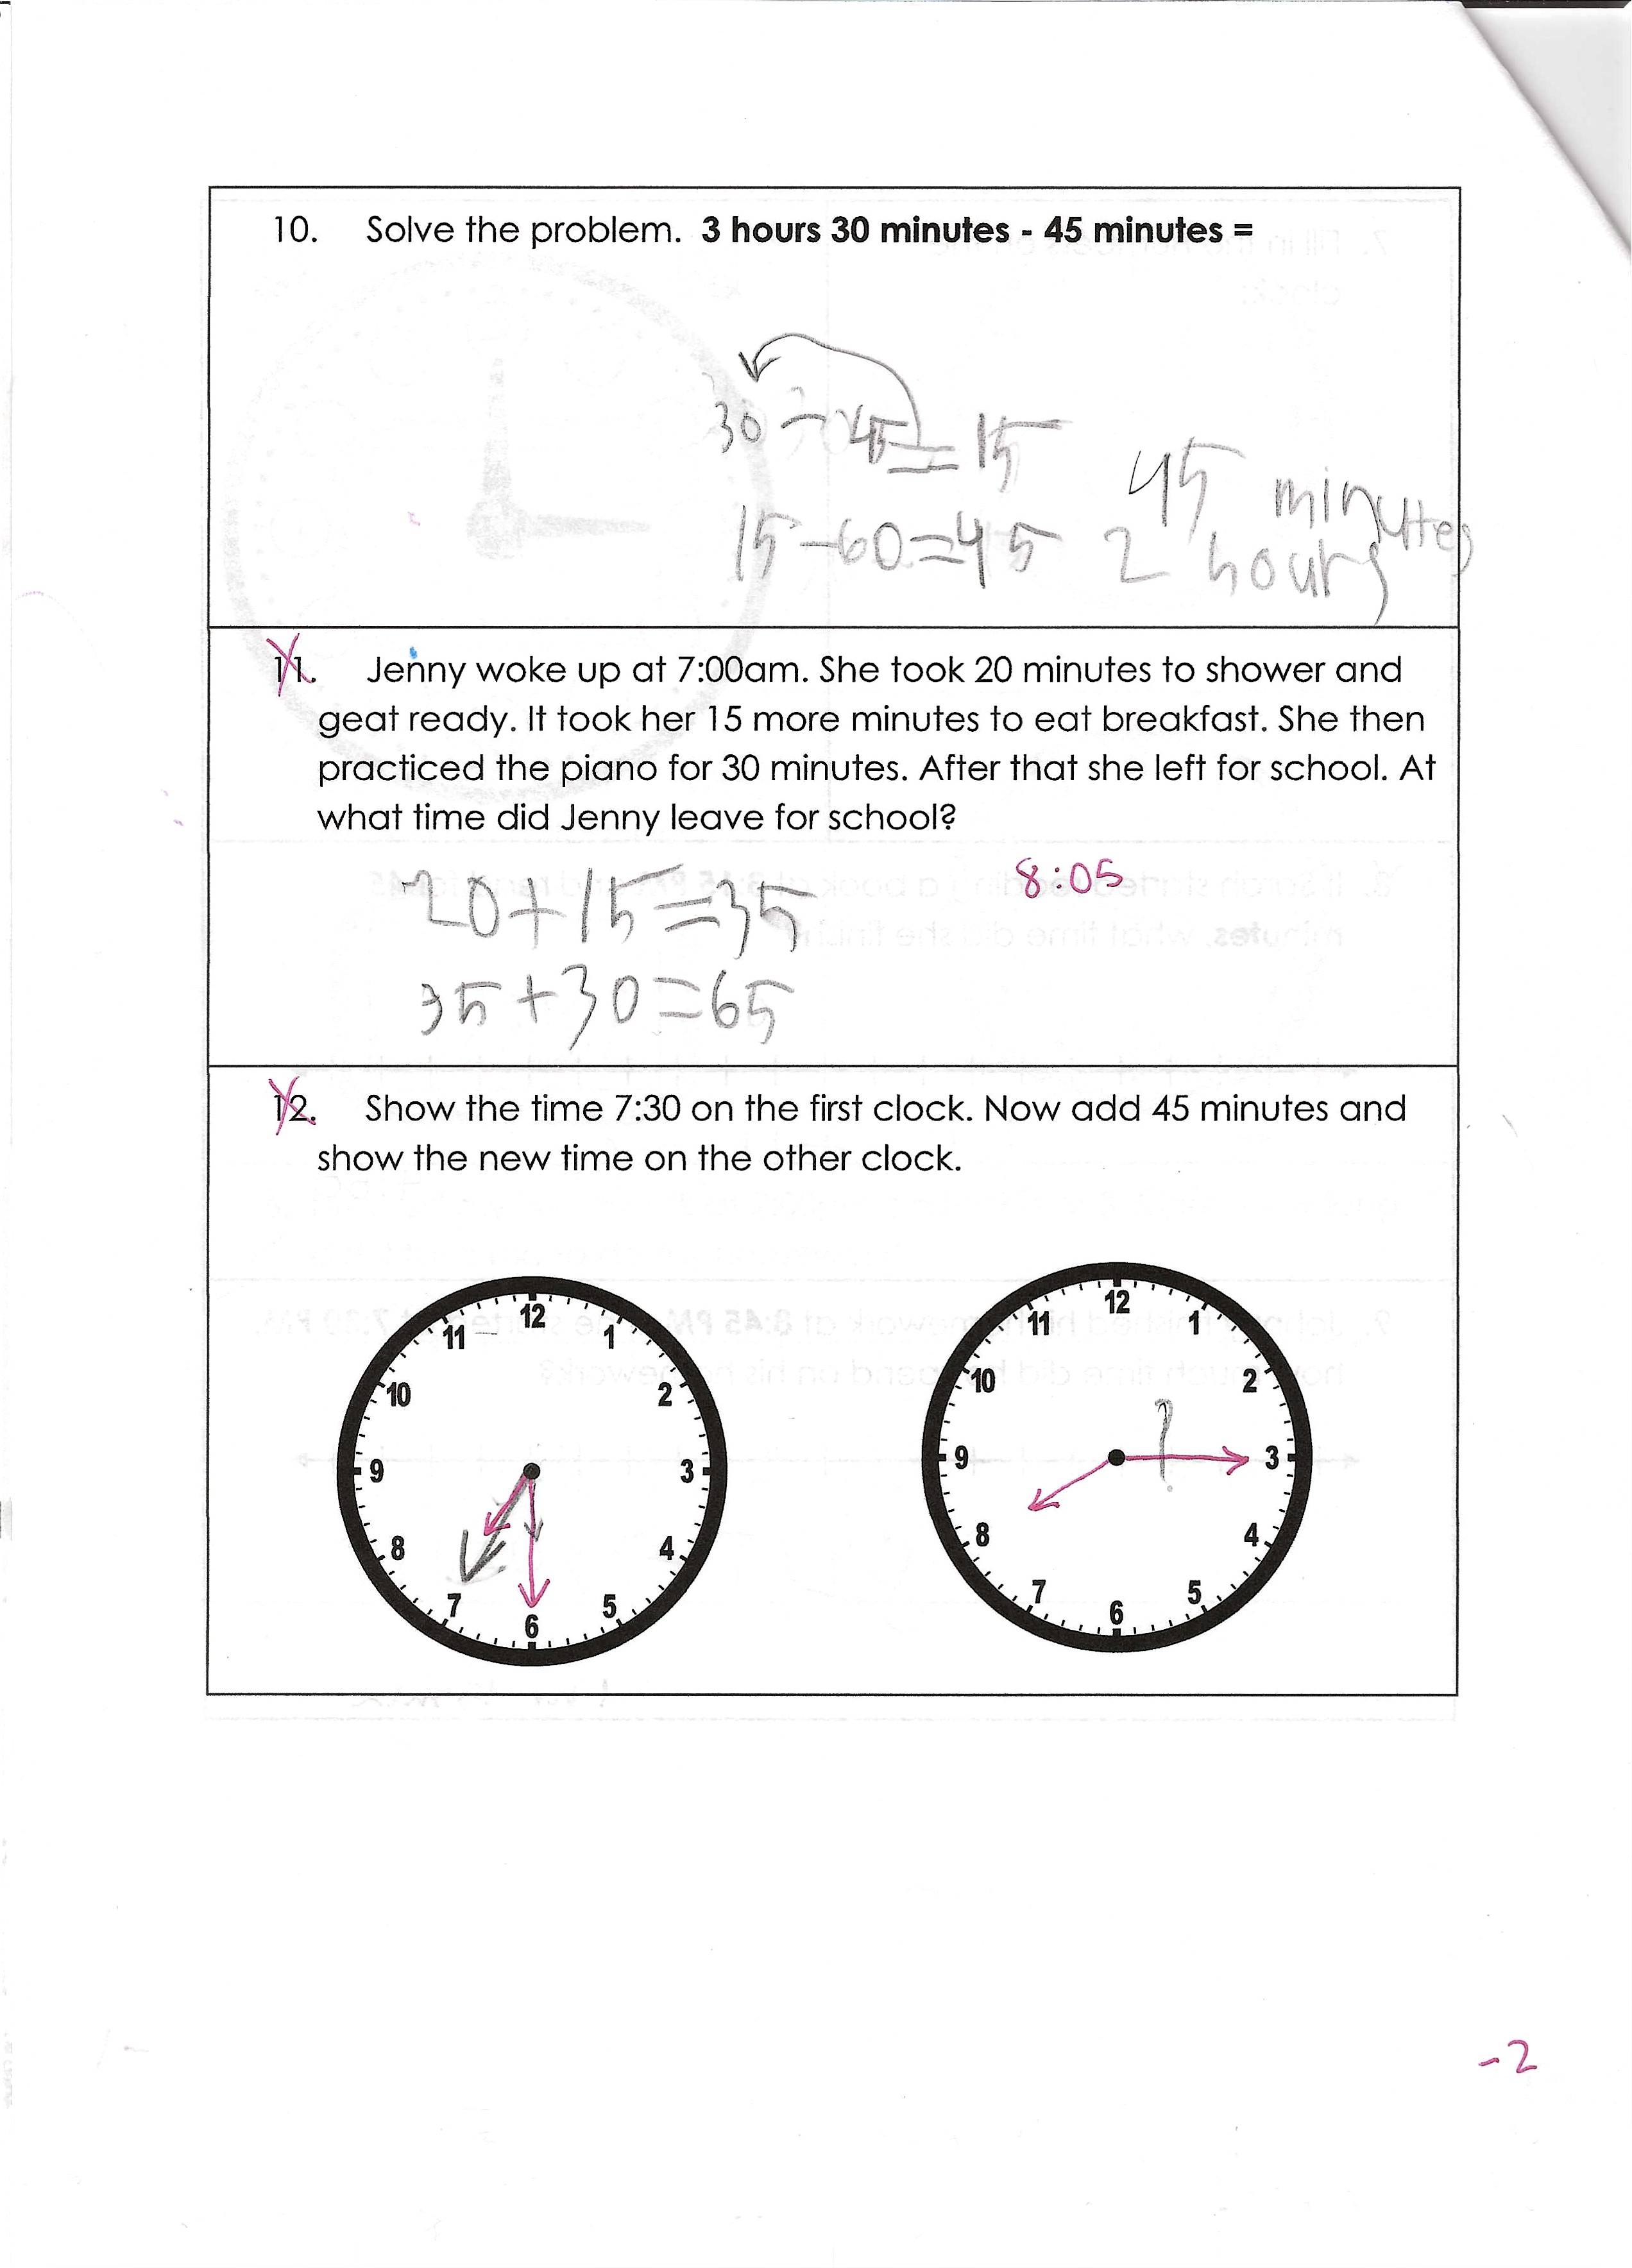 10. Solve the problem. 3 hours 30 minutes - 45 minutes =
30 - 45 = 15
15 - 60 = 45
45 minutes
2 hours
11. Jenny woke up at 7:00am. She took 20 minutes to shower and
geat ready. It took her 15 more minutes to eat breakfast. She then
practiced the piano for 30 minutes. After that she left for school. At
what time did Jenny leave for school?
20 + 15 = 35
8:05
35 + 30 = 65
12. Show the time 7:30 on the first clock. Now add 45 minutes and
show the new time on the other clock.
12
11 1
10 2
9 3
8 4
7 5
6
12
11 1
10 2
9 ? 3
8 4
7 5
6
-2